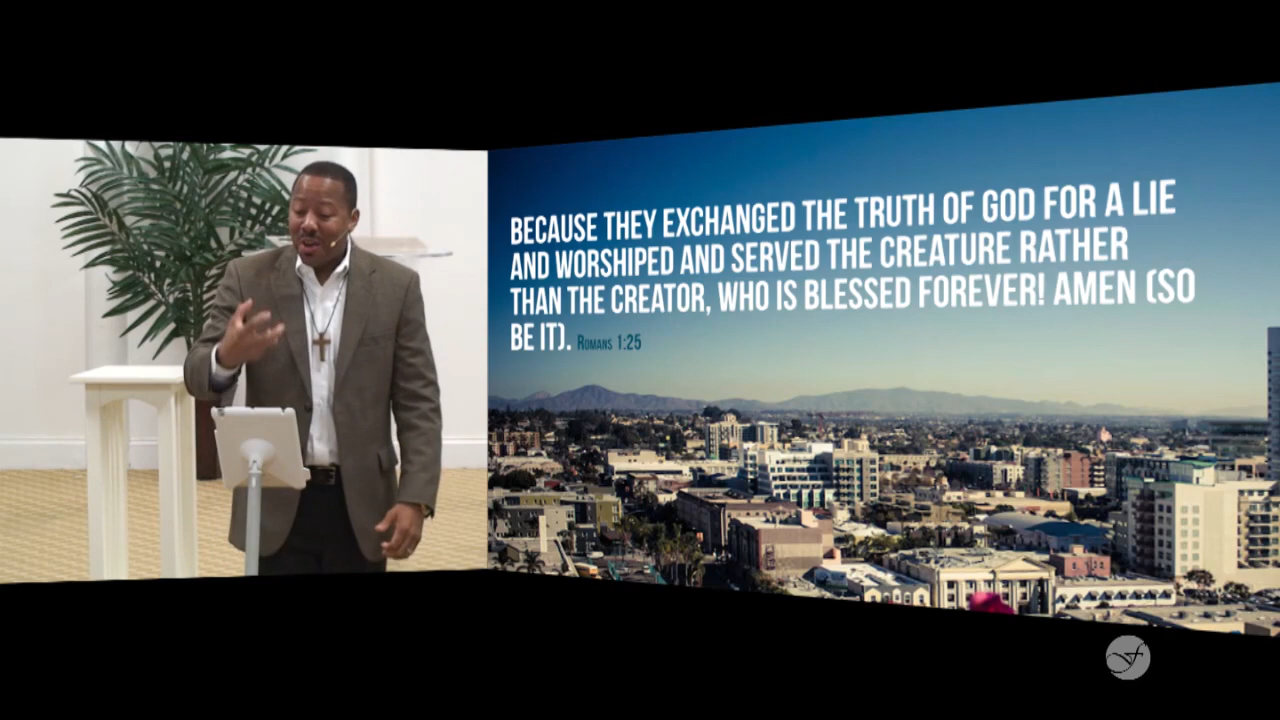 BECAUSE THEY EXCHANGED THE TRUTH OF GOD FOR A LIE
AND WORSHIPED AND SERVED THE CREATURE RATHER
THAN THE CREATOR, WHO IS BLESSED FOREVER! AMEN (SO
BE IT). ROMANS 1:25